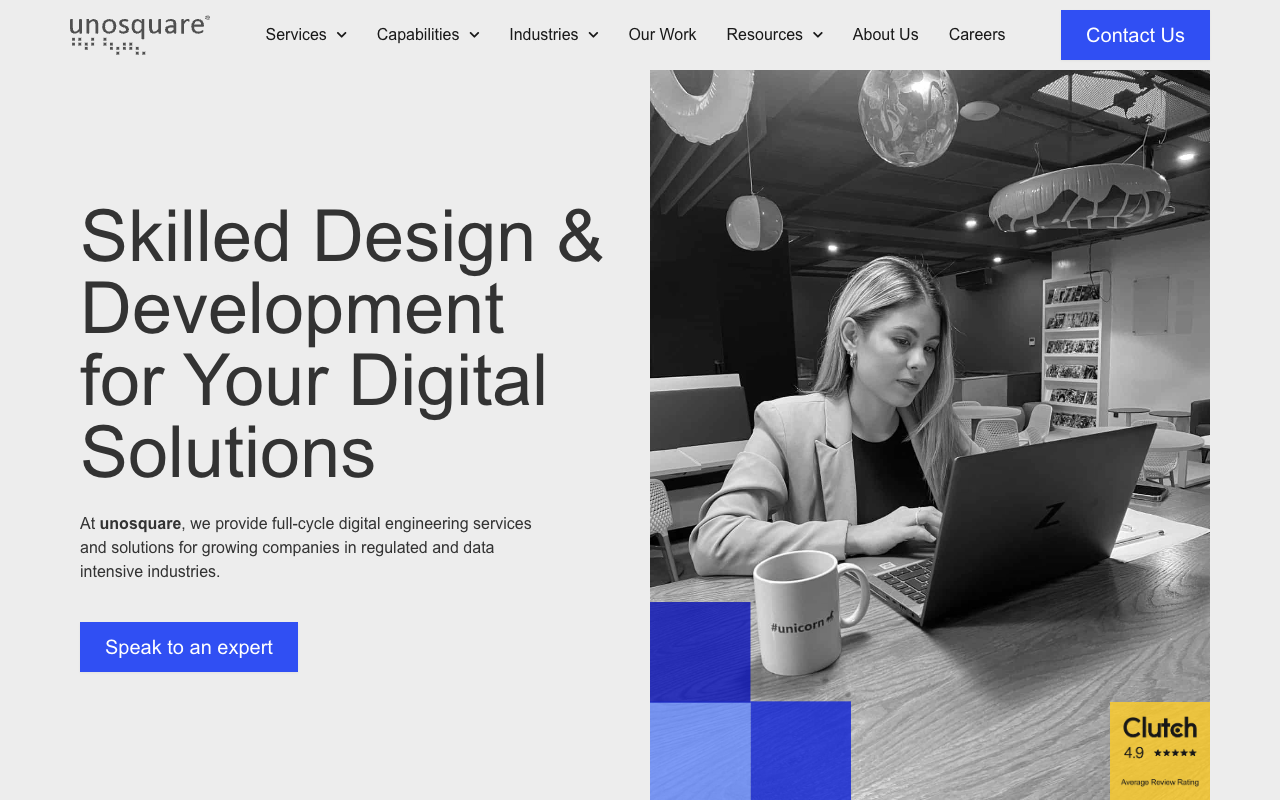 unosquare®
Services
Capabilities
Industries
Our Work
Resources
About Us
Careers
Contact Us
Skilled Design &
Development
for Your Digital
Solutions
At unosquare, we provide full-cycle digital engineering services
and solutions for growing companies in regulated and data
intensive industries.
Speak to an expert
#unicorn
Clutch
4.9 ★★★★★
Average Review Rating